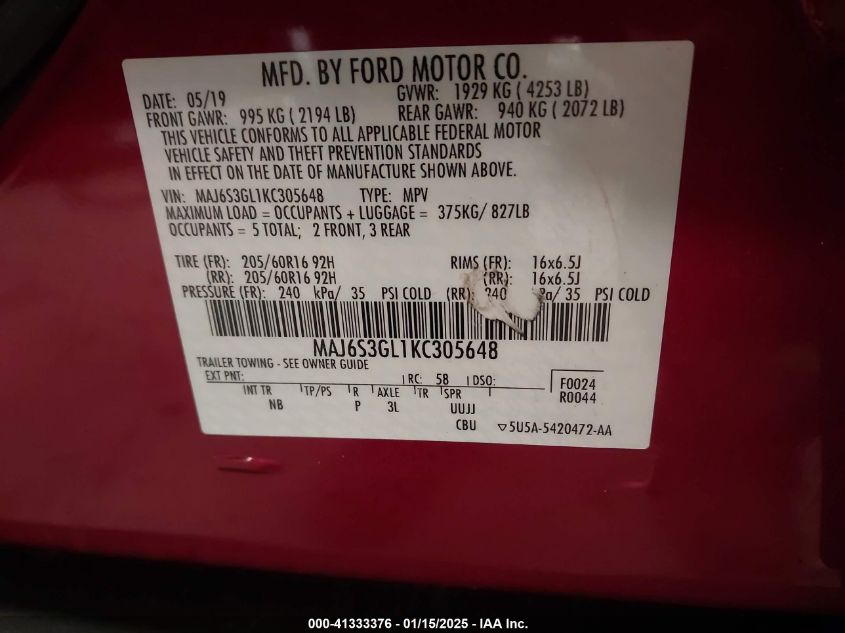 MFD. BY FORD MOTOR CO.
DATE: 05/19 GVWR: 1929 KG ( 4253 LB)
FRONT GAWR: 995 KG ( 2194 LB) REAR GAWR: 940 KG ( 2072 LB)
THIS VEHICLE CONFORMS TO ALL APPLICABLE FEDERAL MOTOR
VEHICLE SAFETY AND THEFT PREVENTION STANDARDS
IN EFFECT ON THE DATE OF MANUFACTURE SHOWN ABOVE.
VIN: MAJ6S3GL1KC305648 TYPE: MPV
MAXIMUM LOAD = OCCUPANTS + LUGGAGE = 375KG/ 827LB
OCCUPANTS = 5 TOTAL; 2 FRONT, 3 REAR
TIRE (FR): 205/60R16 92H RIMS (FR): 16x6.5J
(RR): 205/60R16 92H (RR): 16x6.5J
PRESSURE (FR): 240 kPa/ 35 PSI COLD (RR): 240 kPa/ 35 PSI COLD
MAJ6S3GL1KC305648
TRAILER TOWING - SEE OWNER GUIDE
EXT PNT: RC: 58 DSO: F0024
R0044
INT TR TP/PS R AXLE TR SPR
NB P 3L UUJJ
CBU ▽5U5A-5420472-AA
000-41333376 - 01/15/2025 - IAA Inc.